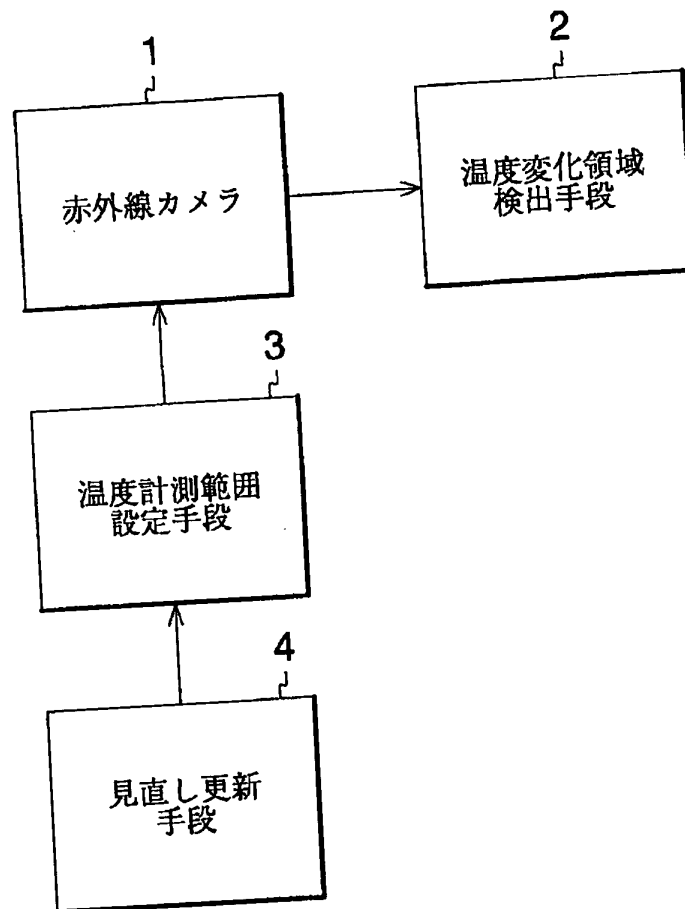 1
赤外線カメラ
2
温度変化領域
検出手段
3
温度計測範囲
設定手段
4
見直し更新
手段